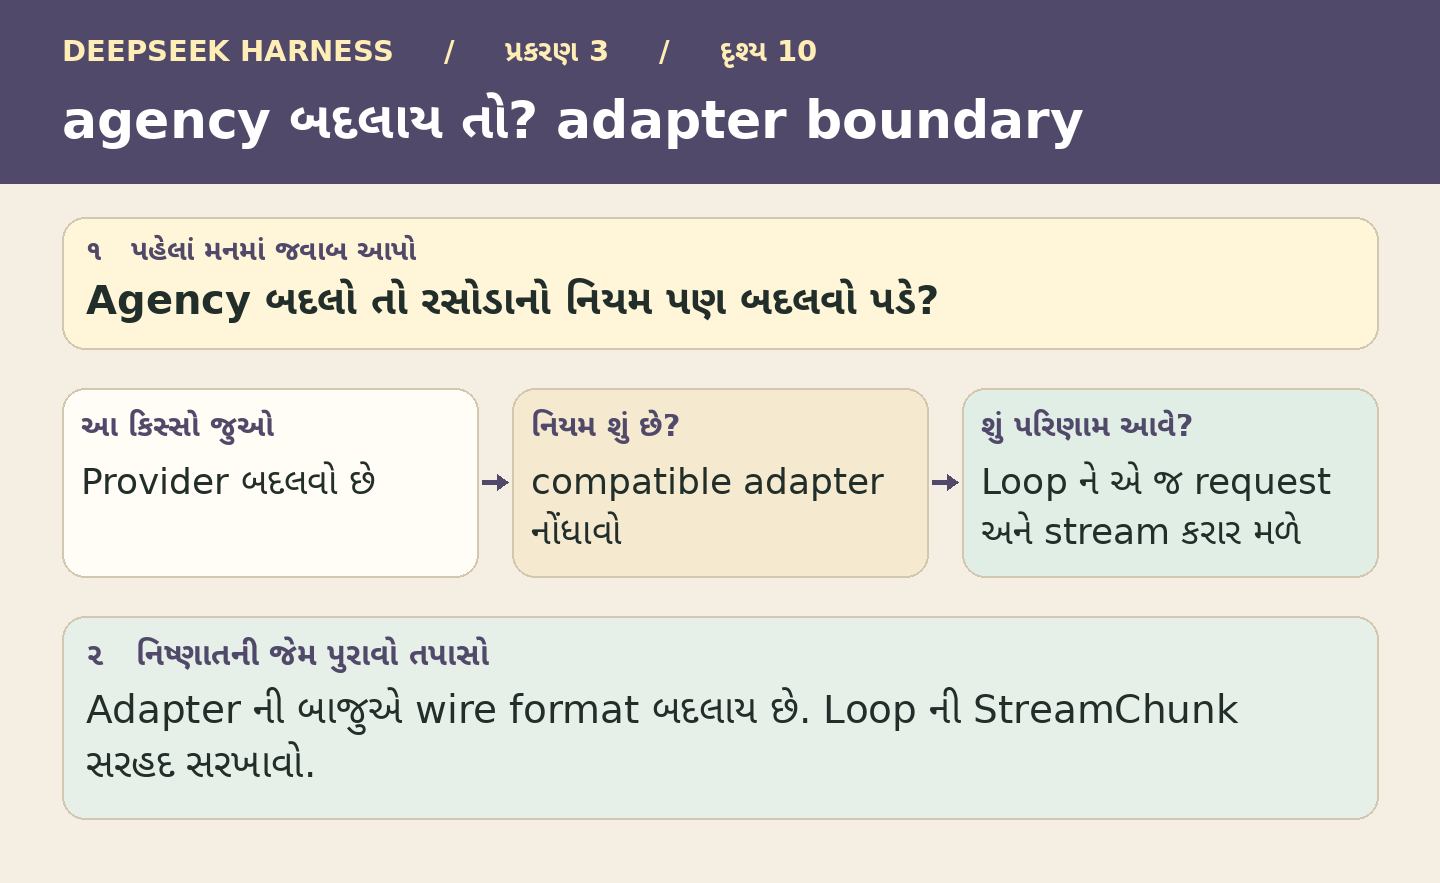 DEEPSEEK HARNESS / પ્રકરણ 3 / દૃશ્ય 10
agency બદલાય તો? adapter boundary
૧ પહેલાં મનમાં જવાબ આપો
Agency બદલો તો રસોડાનો નિયમ પણ બદલવો પડે?
આ કિસ્સો જુઓ
Provider બદલવો છે
નિયમ શું છે?
compatible adapter
નોંધાવો
શું પરિણામ આવે?
Loop ને એ જ request
અને stream કરાર મળે
૨ નિષ્ણાતની જેમ પુરાવો તપાસો
Adapter ની બાજુએ wire format બદલાય છે. Loop ની StreamChunk
સરહદ સરખાવો.